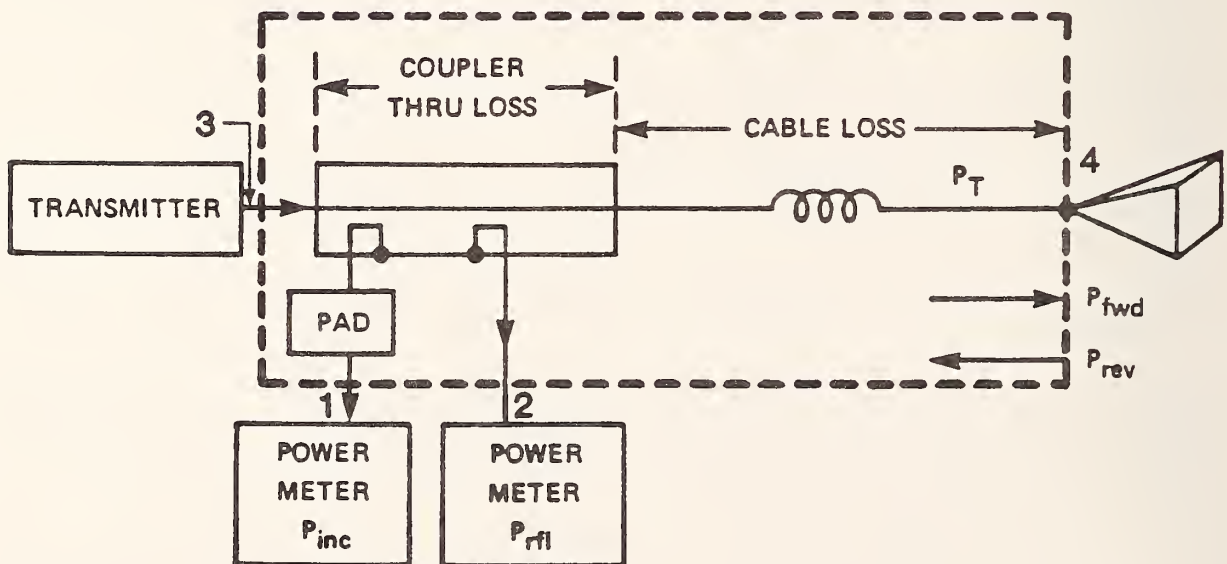 COUPLER
THRU LOSS
3
CABLE LOSS
4
TRANSMITTER
P_T
PAD
P_fwd
P_rev
1
2
POWER
METER
P_inc
POWER
METER
P_rfl